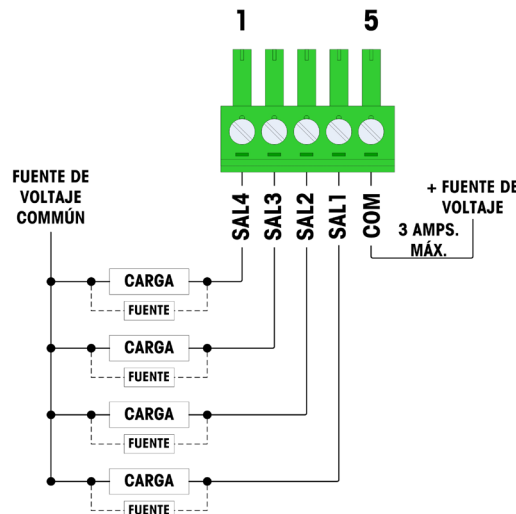 1 5
FUENTE DE
VOLTAJE
COMMÚN
SAL4
SAL3
SAL2
SAL1
COM
+ FUENTE DE
VOLTAJE
3 AMPS.
MÁX.
CARGA
FUENTE
CARGA
FUENTE
CARGA
FUENTE
CARGA
FUENTE